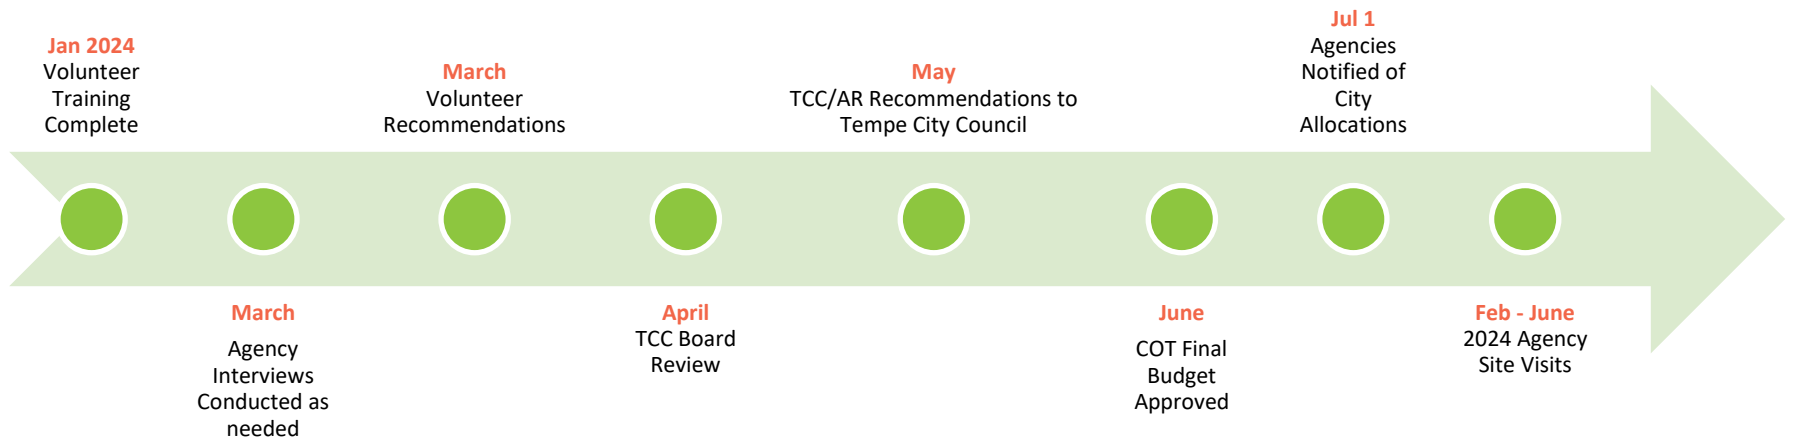 Jan 2024
Volunteer
Training
Complete
March
Agency
Interviews
Conducted as
needed
March
Volunteer
Recommendations
April
TCC Board
Review
May
TCC/AR Recommendations to
Tempe City Council
June
COT Final
Budget
Approved
Jul 1
Agencies
Notified of
City
Allocations
Feb - June
2024 Agency
Site Visits